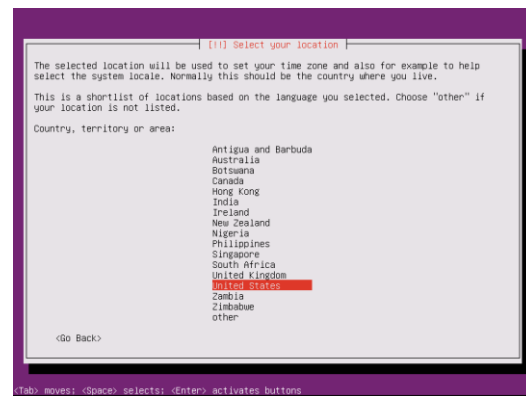 [!!] Select your location
The selected location will be used to set your time zone and also for example to help
select the system locale. Normally this should be the country where you live.
This is a shortlist of locations based on the language you selected. Choose "other" if
your location is not listed.
Country, territory or area:
Antigua and Barbuda
Australia
Botswana
Canada
Hong Kong
India
Ireland
New Zealand
Nigeria
Philippines
Singapore
South Africa
United Kingdom
United States
Zambia
Zimbabwe
other
<Go Back>
<Tab> moves; <Space> selects; <Enter> activates buttons